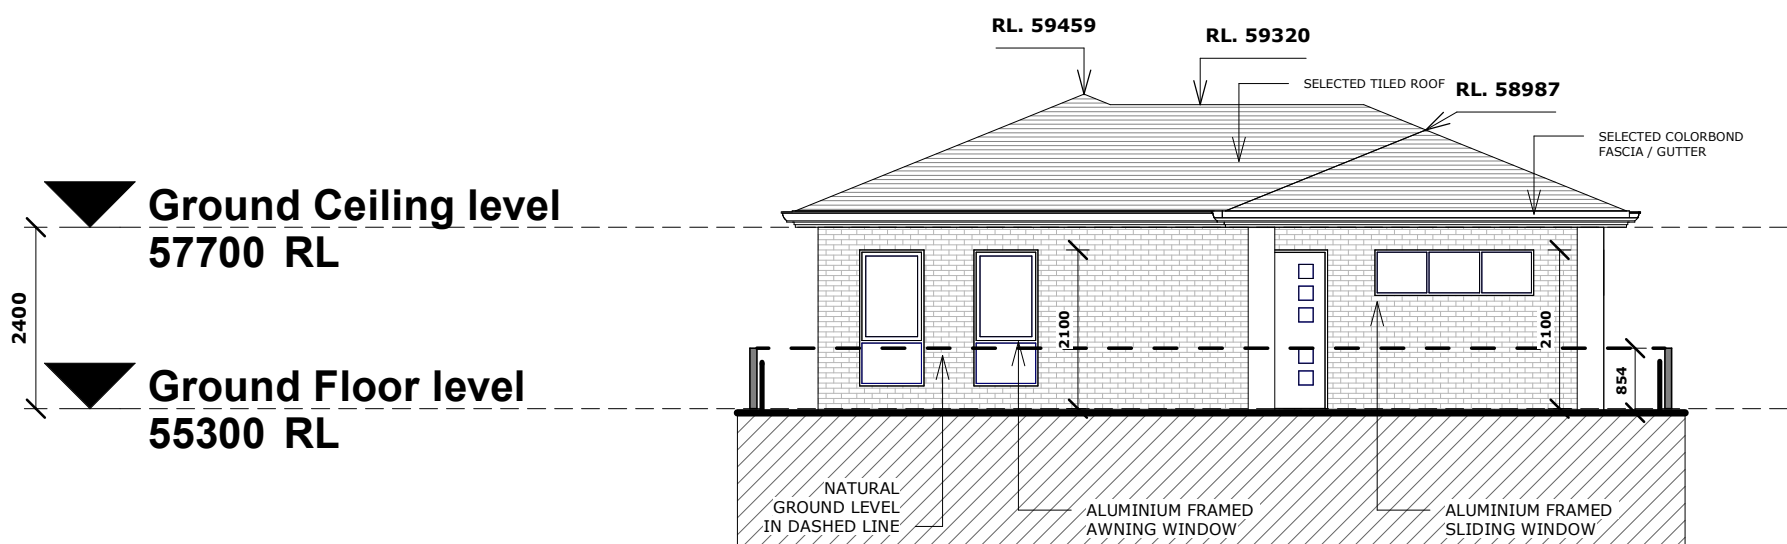 RL. 59459
RL. 59320
SELECTED TILED ROOF
RL. 58987
SELECTED COLORBOND
FASCIA / GUTTER
Ground Ceiling level
57700 RL
2400
Ground Floor level
55300 RL
2100
2100
854
NATURAL
GROUND LEVEL
IN DASHED LINE
ALUMINIUM FRAMED
AWNING WINDOW
ALUMINIUM FRAMED
SLIDING WINDOW